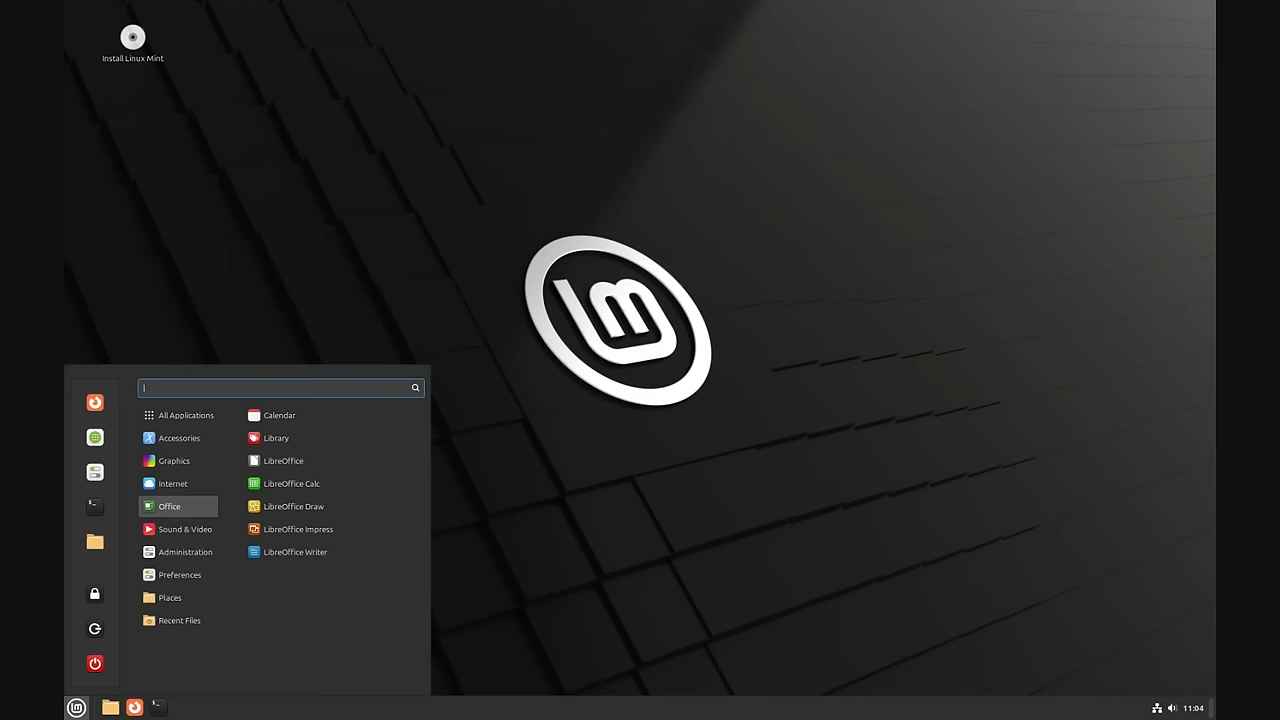 Install Linux Mint
All Applications
Accessories
Graphics
Internet
Office
Sound & Video
Administration
Preferences
Places
Recent Files
Calendar
Library
LibreOffice
LibreOffice Calc
LibreOffice Draw
LibreOffice Impress
LibreOffice Writer
11:04